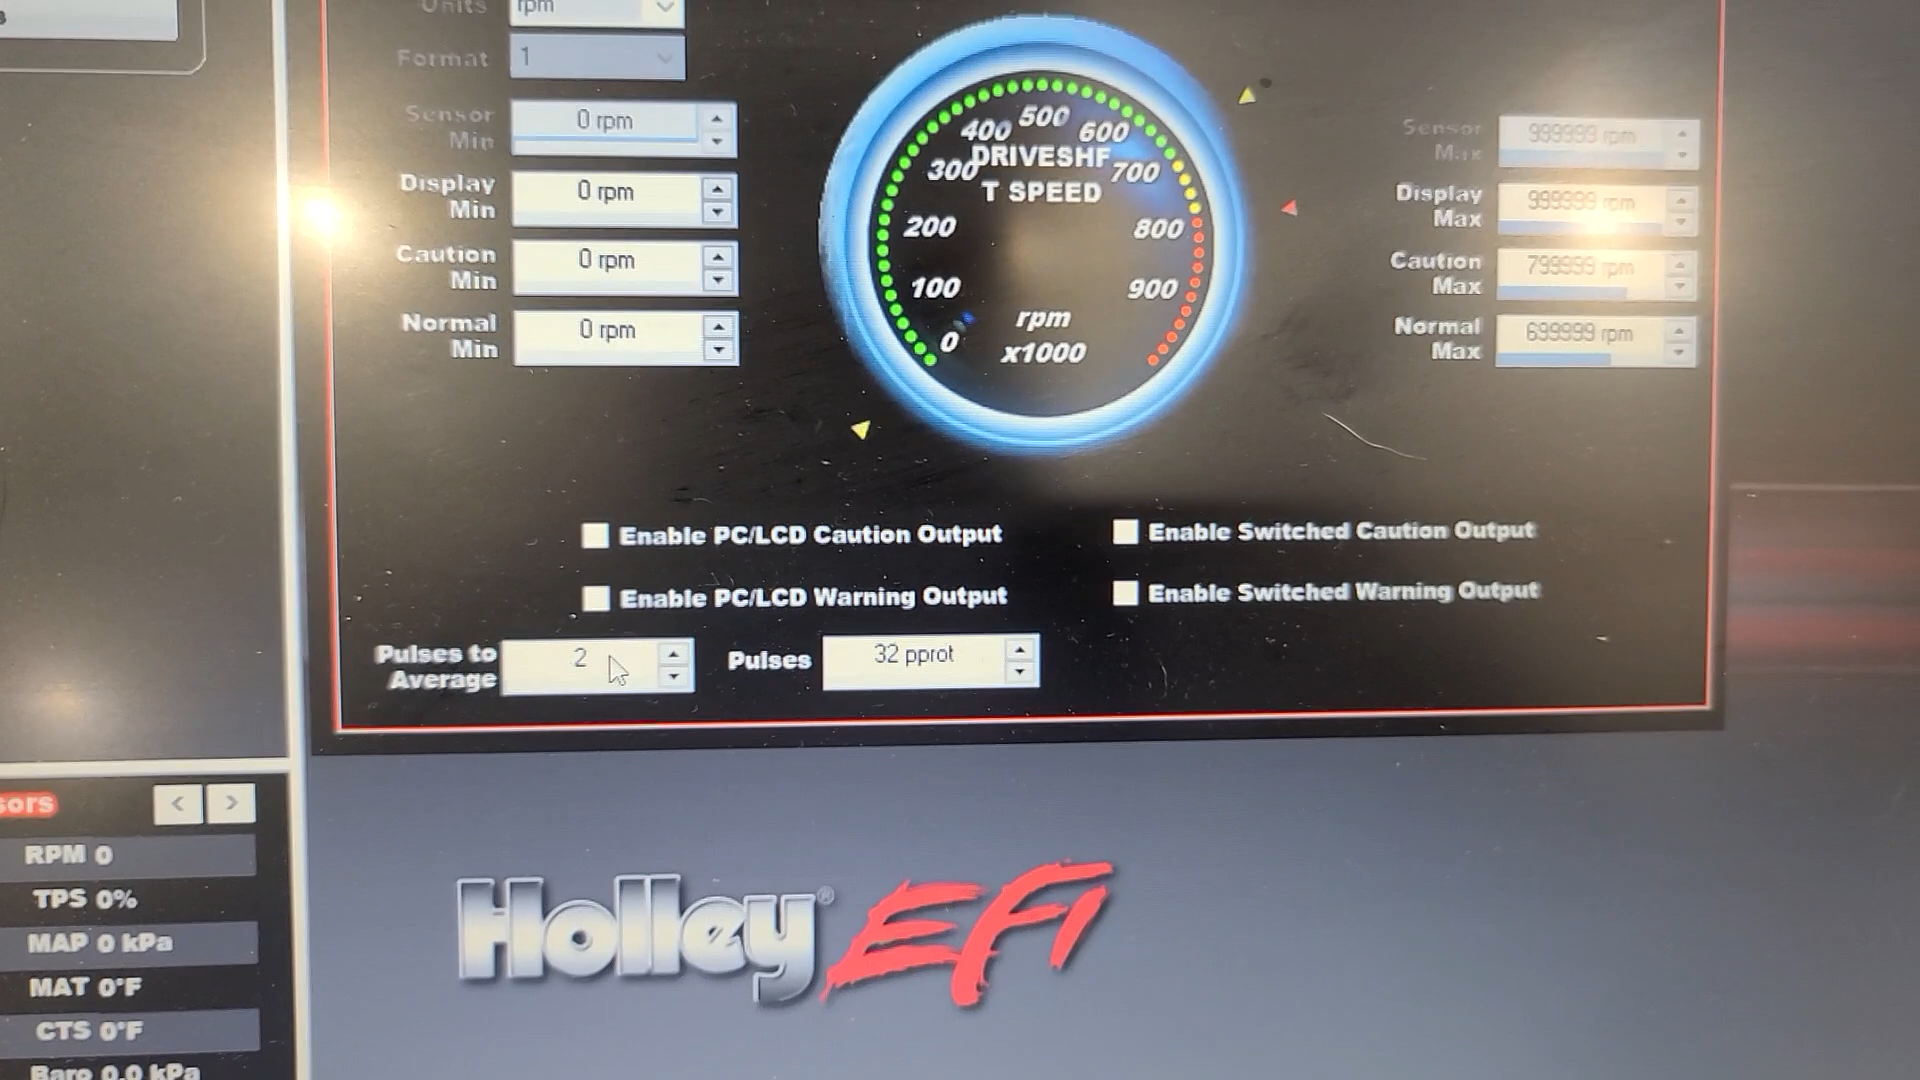 Units rpm
Format 1
Sensor Min 0 rpm
Display Min 0 rpm
Caution Min 0 rpm
Normal Min 0 rpm
500
400 600
DRIVESHF
300 700
T SPEED
200 800
100 900
rpm
0
x1000
Sensor Max 999999 rpm
Display Max 999999 rpm
Caution Max 799999 rpm
Normal Max 699999 rpm
Enable PC/LCD Caution Output Enable Switched Caution Output
Enable PC/LCD Warning Output Enable Switched Warning Output
Pulses to Average 2 Pulses 32 pprot
sors < >
RPM 0
TPS 0%
MAP 0 kPa
MAT 0°F
CTS 0°F
Baro 0.0 kPa
Holley® EFI